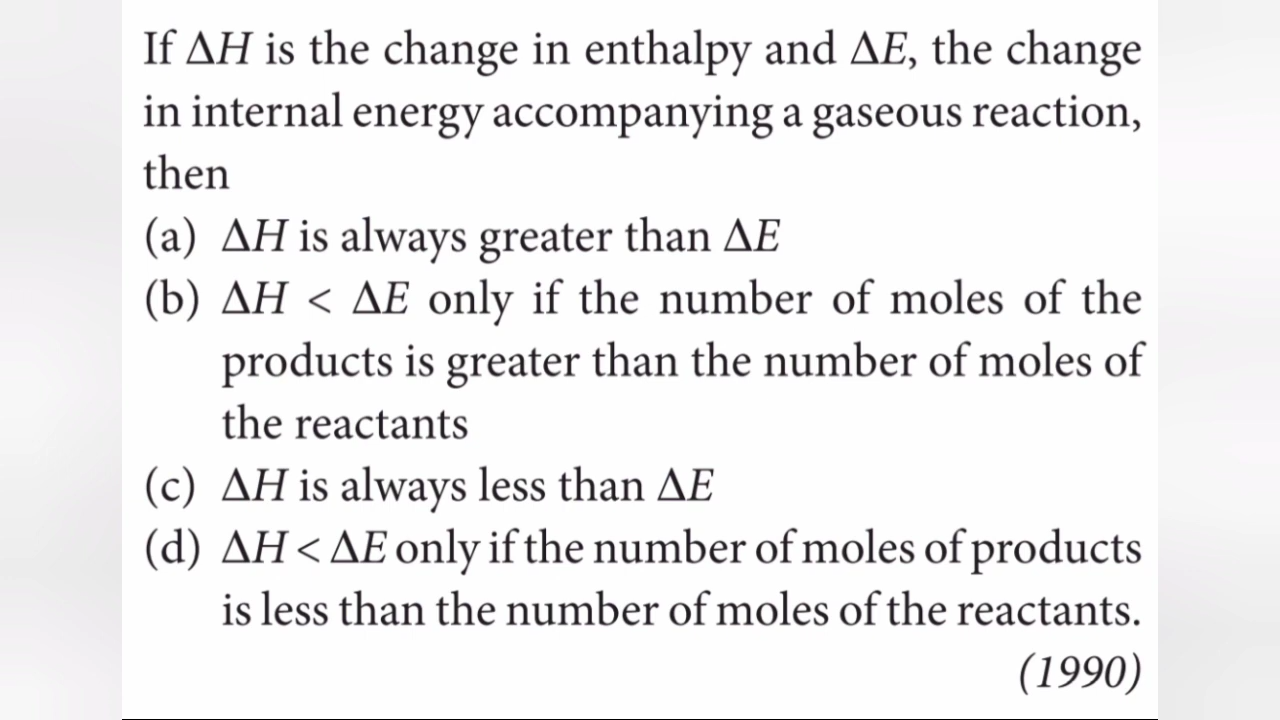 If ΔH is the change in enthalpy and ΔE, the change
in internal energy accompanying a gaseous reaction,
then
(a) ΔH is always greater than ΔE
(b) ΔH < ΔE only if the number of moles of the
products is greater than the number of moles of
the reactants
(c) ΔH is always less than ΔE
(d) ΔH < ΔE only if the number of moles of products
is less than the number of moles of the reactants.
(1990)